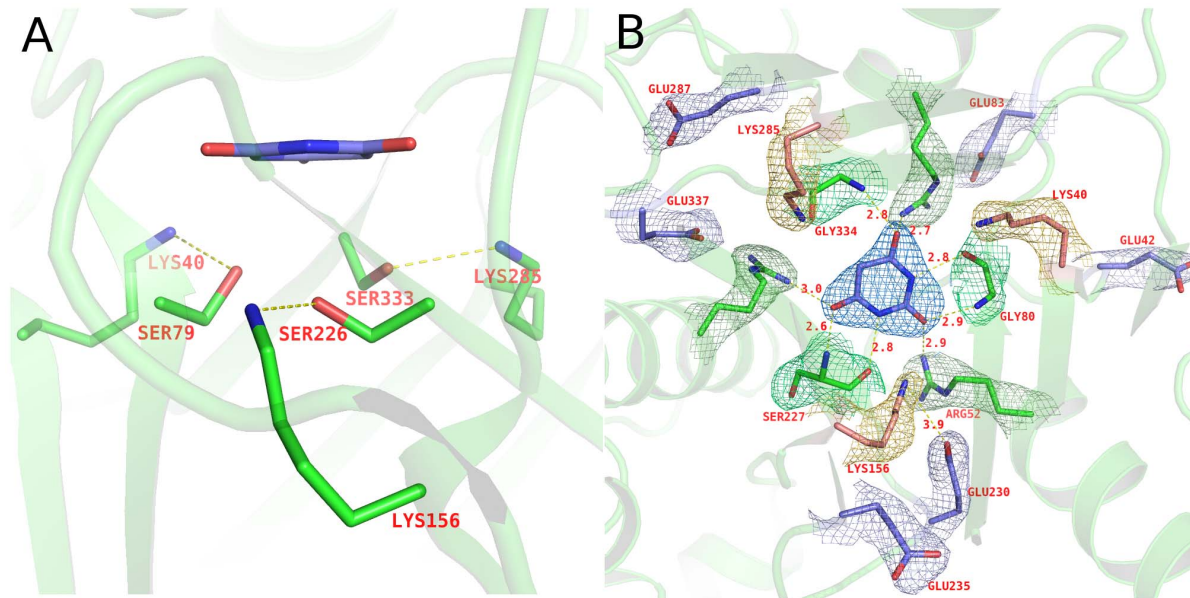 A
LYS40
SER79
SER333
SER226
LYS285
LYS156
B
GLU287
GLU83
LYS285
LYS40
GLU337
2.8
2.7
GLY334
GLU42
2.8
3.0
GLY80
2.9
2.6
2.8
2.9
SER227
ARG52
3.9
LYS156
GLU230
GLU235